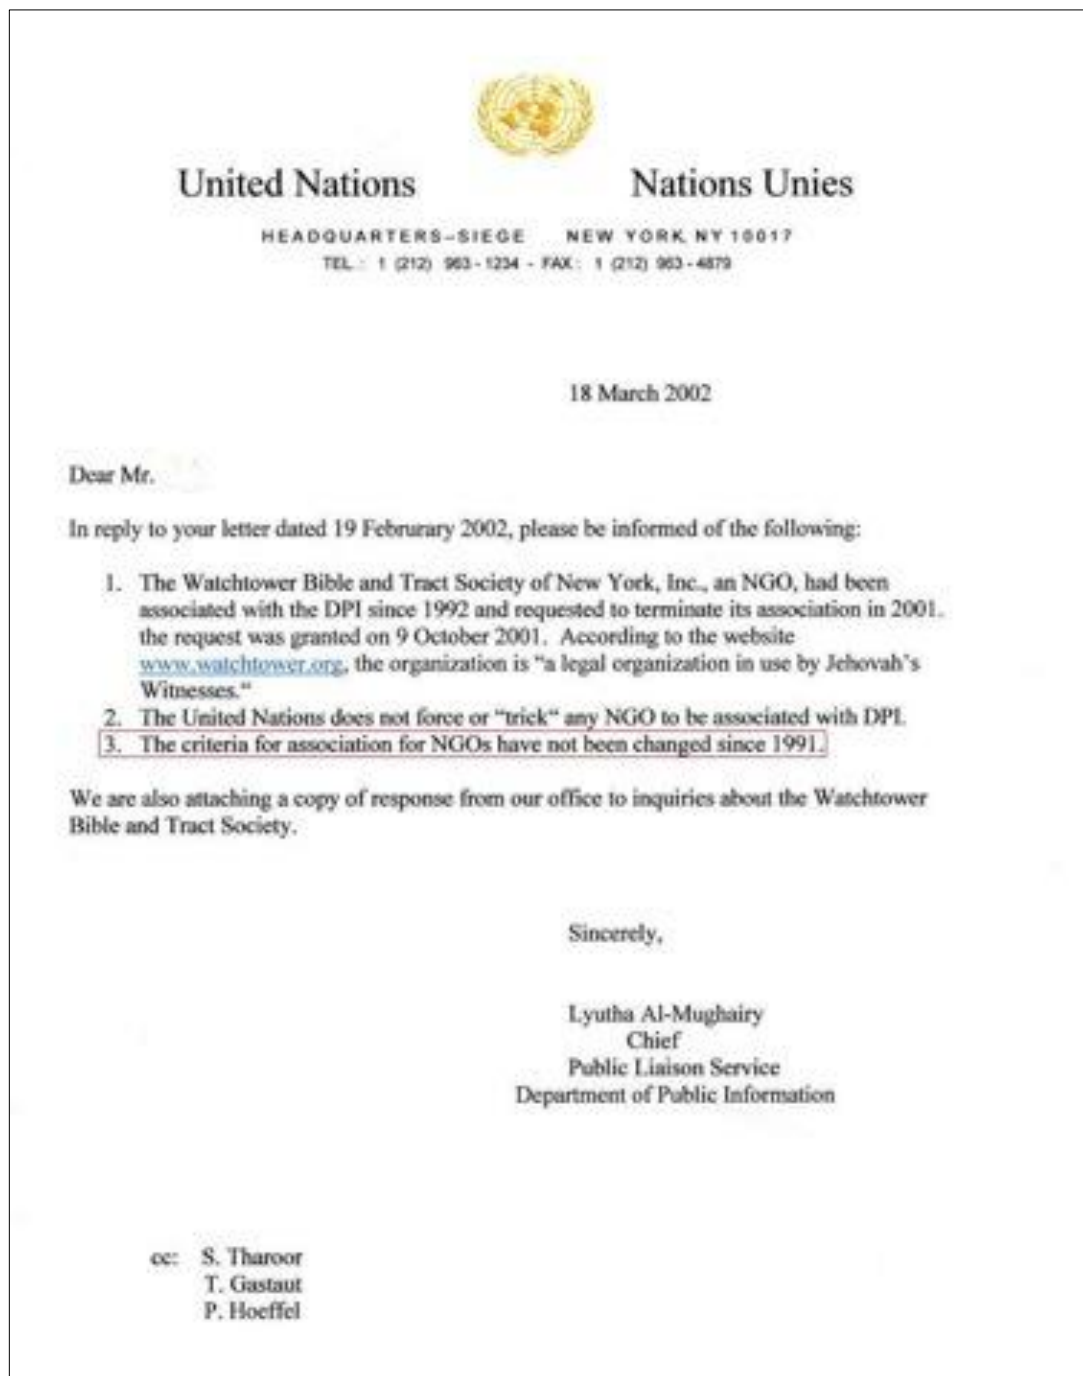 United Nations Nations Unies
HEADQUARTERS–SIEGE NEW YORK, NY 10017
TEL.: 1 (212) 963-1234 - FAX: 1 (212) 963-4879
18 March 2002
Dear Mr.
In reply to your letter dated 19 Februrary 2002, please be informed of the following:
1. The Watchtower Bible and Tract Society of New York, Inc., an NGO, had been
associated with the DPI since 1992 and requested to terminate its association in 2001.
the request was granted on 9 October 2001. According to the website
www.watchtower.org, the organization is “a legal organization in use by Jehovah's
Witnesses.“
2. The United Nations does not force or “trick“ any NGO to be associated with DPI.
3. The criteria for association for NGOs have not been changed since 1991.
We are also attaching a copy of response from our office to inquiries about the Watchtower
Bible and Tract Society.
Sincerely,
Lyutha Al-Mughairy
Chief
Public Liaison Service
Department of Public Information
cc: S. Tharoor
T. Gastaut
P. Hoeffel